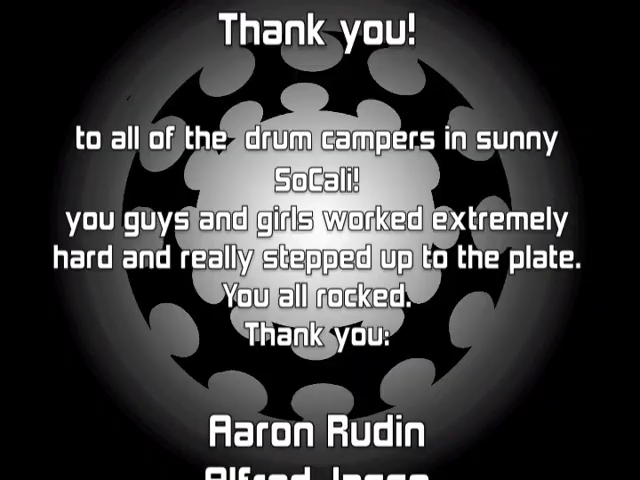 Thank you!
to all of the drum campers in sunny
SoCali!
you guys and girls worked extremely
hard and really stepped up to the plate.
You all rocked.
Thank you:
Aaron Rudin
Alfred